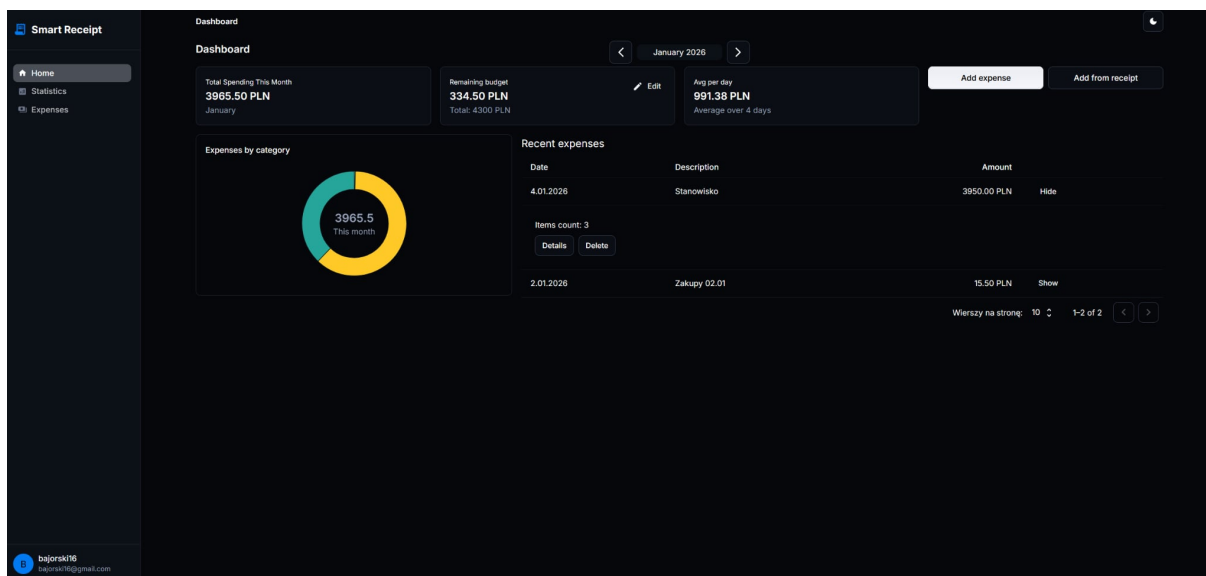 Smart Receipt
Home
Statistics
Expenses
bajorski16
bajorski16@gmail.com
B
Dashboard
Dashboard
January 2026
Total Spending This Month
3965.50 PLN
January
Remaining budget
334.50 PLN
Total: 4300 PLN
Edit
Avg per day
991.38 PLN
Average over 4 days
Add expense
Add from receipt
Expenses by category
3965.5
This month
Recent expenses
Date Description Amount
4.01.2026 Stanowisko 3950.00 PLN Hide
Items count: 3
Details Delete
2.01.2026 Zakupy 02.01 15.50 PLN Show
Wierszy na stronę: 10 1–2 of 2